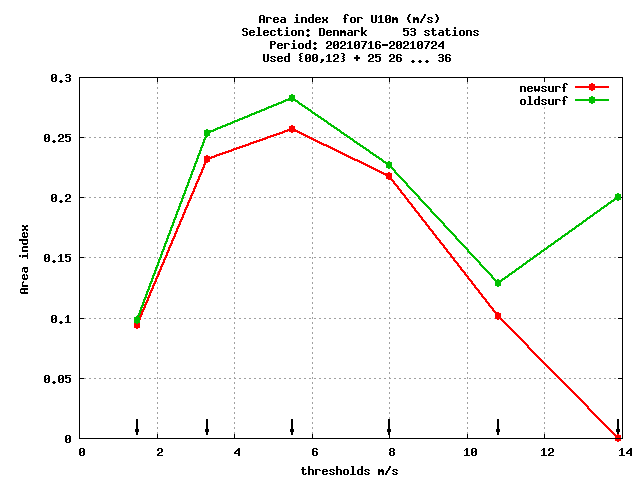 Area index  for U10m (m/s)
Selection: Denmark     53 stations
Period: 20210716-20210724
Used {00,12} + 25 26 ... 36
newsurf
oldsurf
0.3
0.25
0.2
0.15
0.1
0.05
0
Area index
0 2 4 6 8 10 12 14
thresholds m/s